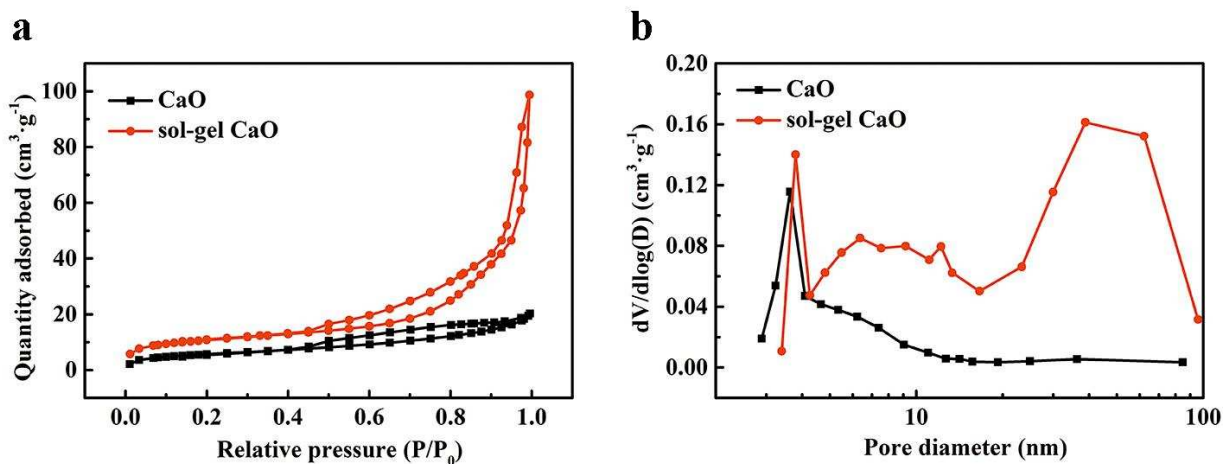 a
CaO
sol-gel CaO
Quantity adsorbed (cm³·g⁻¹)
100
80
60
40
20
0
0.0 0.2 0.4 0.6 0.8 1.0
Relative pressure (P/P₀)
b
CaO
sol-gel CaO
dV/dlog(D) (cm³·g⁻¹)
0.20
0.16
0.12
0.08
0.04
0.00
10 100
Pore diameter (nm)